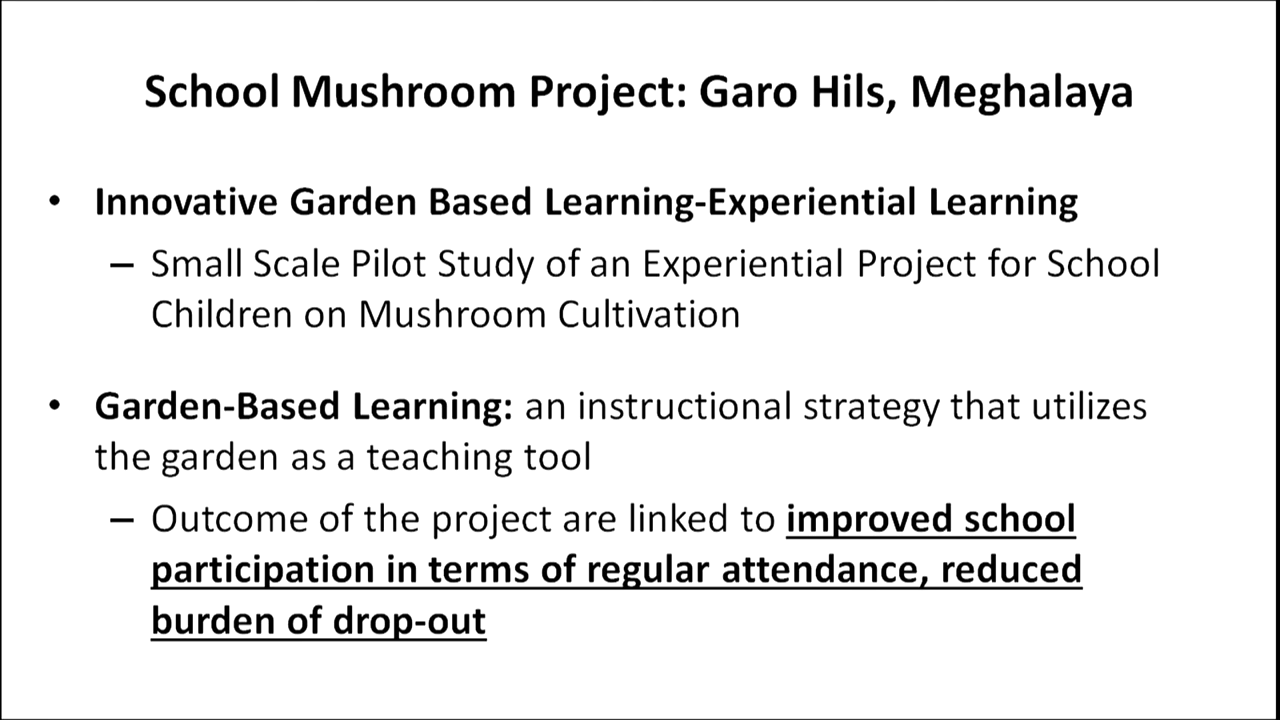 School Mushroom Project: Garo Hils, Meghalaya
• Innovative Garden Based Learning-Experiential Learning
– Small Scale Pilot Study of an Experiential Project for School
Children on Mushroom Cultivation
• Garden-Based Learning: an instructional strategy that utilizes
the garden as a teaching tool
– Outcome of the project are linked to improved school
participation in terms of regular attendance, reduced
burden of drop-out